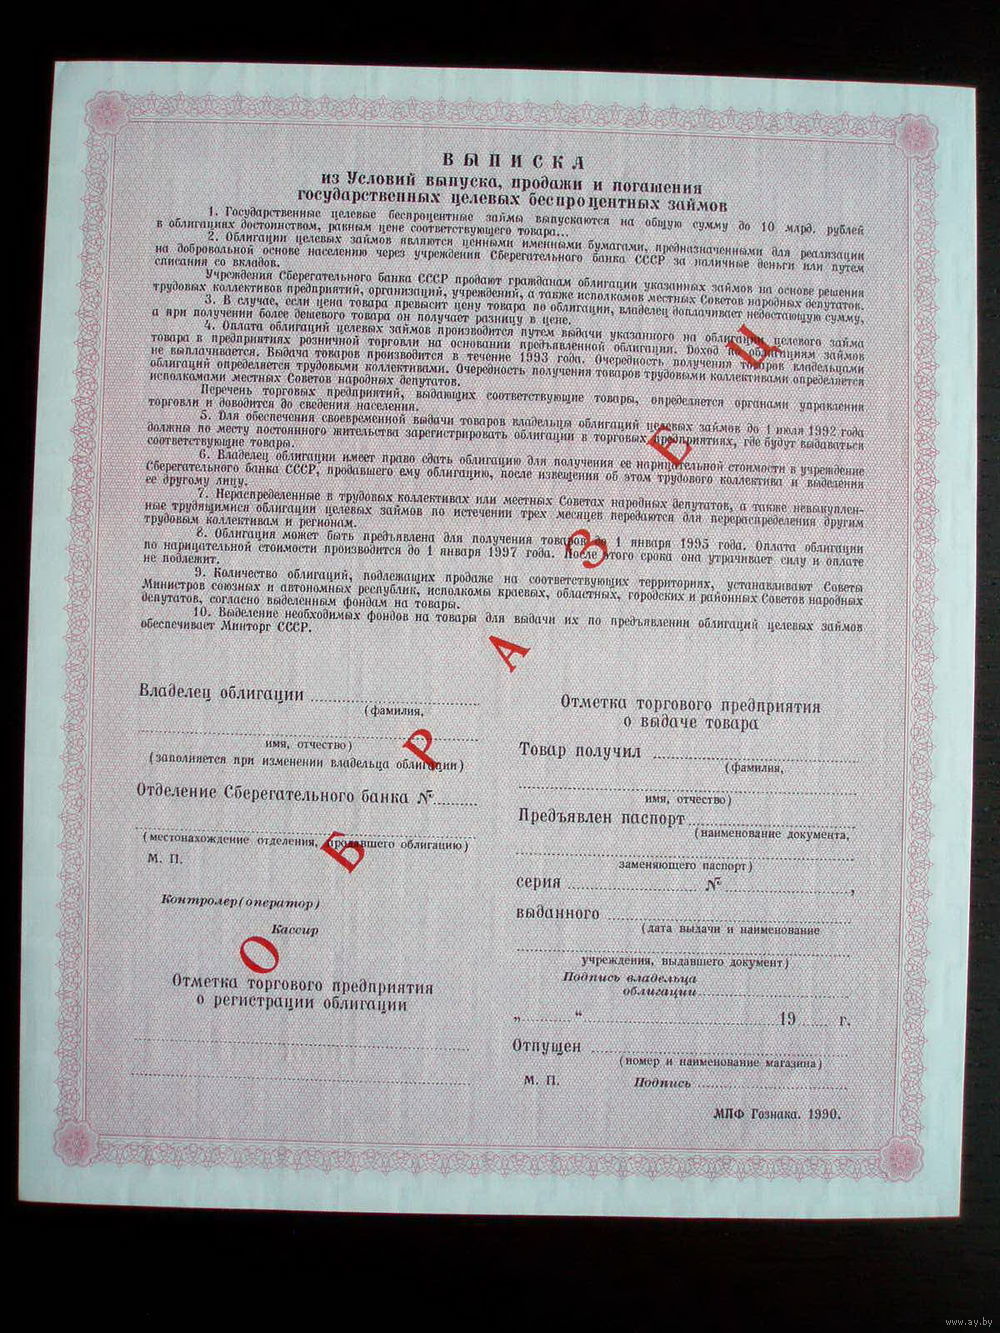 ВЫПИСКА
из Условий выпуска, продажи и погашения
государственных целевых беспроцентных займов
1. Государственные целевые беспроцентные займы выпускаются на общую сумму до 10 млрд. рублей
в облигациях достоинством, равным цене соответствующего товара...
2. Облигации целевых займов являются ценными именными бумагами, предназначенными для реализации
на добровольной основе населению через учреждения Сберегательного банка СССР за наличные деньги или путем
списания со вкладов.
Учреждения Сберегательного банка СССР продают гражданам облигации указанных займов на основе решения
трудовых коллективов предприятий, организаций, учреждений, а также исполкомов местных Советов народных депутатов.
3. В случае, если цена товара превысит цену товара по облигации, владелец доплачивает недостающую сумму,
а при получении более дешевого товара он получает разницу в цене.
4. Оплата облигаций целевых займов производится путем выдачи указанного на облигации целевого займа
товара в предприятиях розничной торговли на основании предъявленной облигации. Доход по облигациям займов
не выплачивается. Выдача товаров производится в течение 1993 года. Очередность получения товаров владельцами
облигаций определяется трудовыми коллективами. Очередность получения товаров трудовыми коллективами определяется
исполкомами местных Советов народных депутатов.
Перечень торговых предприятий, выдающих соответствующие товары, определяется органами управления
торговли и доводится до сведения населения.
5. Для обеспечения своевременной выдачи товаров владельцы облигаций целевых займов до 1 июля 1992 года
должны по месту постоянного жительства зарегистрировать облигации в торговых предприятиях, где будут выдаваться
соответствующие товары.
6. Владелец облигации имеет право сдать облигацию для получения ее нарицательной стоимости в учреждение
Сберегательного банка СССР, продавшего ему облигацию, после извещения об этом трудового коллектива и выделения
ее другому лицу.
7. Нераспределенные в трудовых коллективах или местных Советах народных депутатов, а также невыкуплен-
ные трудящимися облигации целевых займов по истечении трех месяцев передаются для перераспределения другим
трудовым коллективам и регионам.
8. Облигация может быть предъявлена для получения товаров до 1 января 1995 года. Оплата облигации
по нарицательной стоимости производится до 1 января 1997 года. После этого срока она утрачивает силу и оплате
не подлежит.
9. Количество облигаций, подлежащих продаже на соответствующих территориях, устанавливают Советы
Министров союзных и автономных республик, исполкомы краевых, областных, городских и районных Советов народных
депутатов, согласно выделенным фондам на товары.
10. Выделение необходимых фондов на товары для выдачи их по предъявлении облигаций целевых займов
обеспечивает Минторг СССР.
ОБРАЗЕЦ
Владелец облигации
(фамилия,
имя, отчество)
(заполняется при изменении владельца облигации)
Отделение Сберегательного банка №
(местонахождение отделения, продавшего облигацию)
М. П.
Контролер (оператор)
Кассир
Отметка торгового предприятия
о регистрации облигации
Отметка торгового предприятия
о выдаче товара
Товар получил
(фамилия,
имя, отчество)
Предъявлен паспорт
(наименование документа,
заменяющего паспорт)
серия № ,
выданного
(дата выдачи и наименование
учреждения, выдавшего документ)
Подпись владельца
облигации
„ “ 19 г.
Отпущен
(номер и наименование магазина)
М. П. Подпись
МПФ Гознака. 1990.
www.ay.by